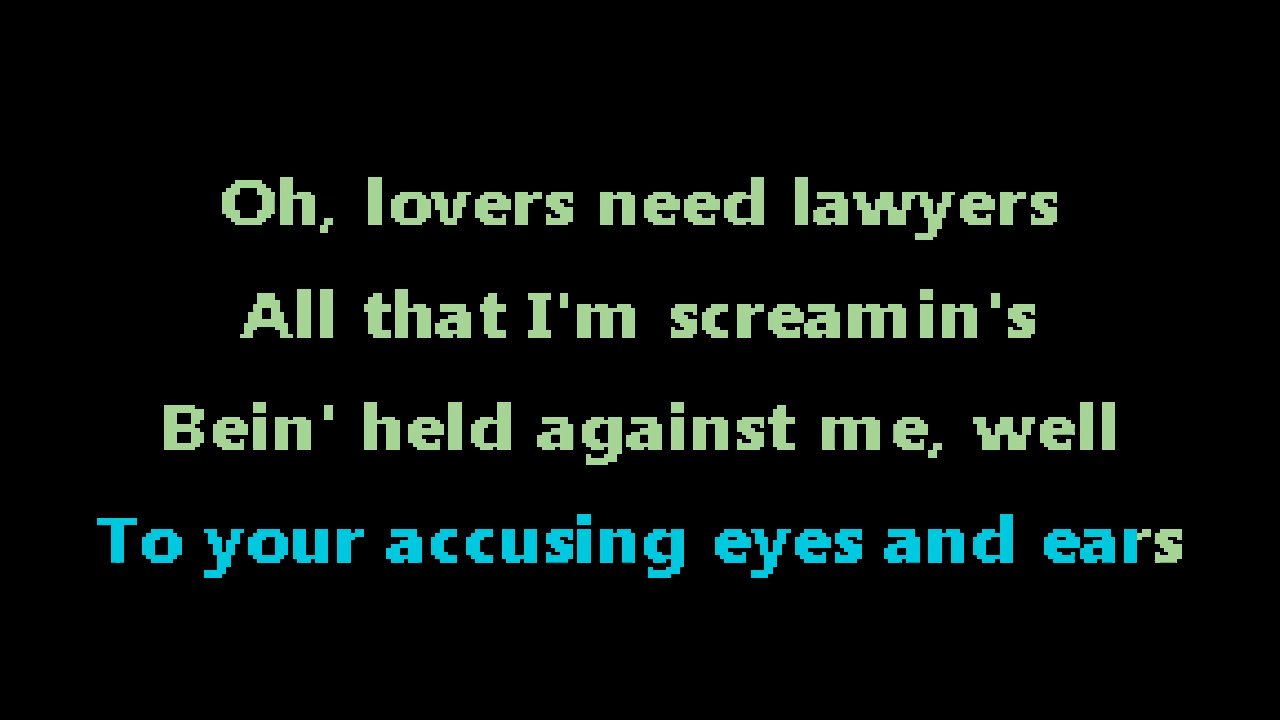 Oh, lovers need lawyers
All that I'm screamin's
Bein' held against me, well
To your accusing eyes and ears